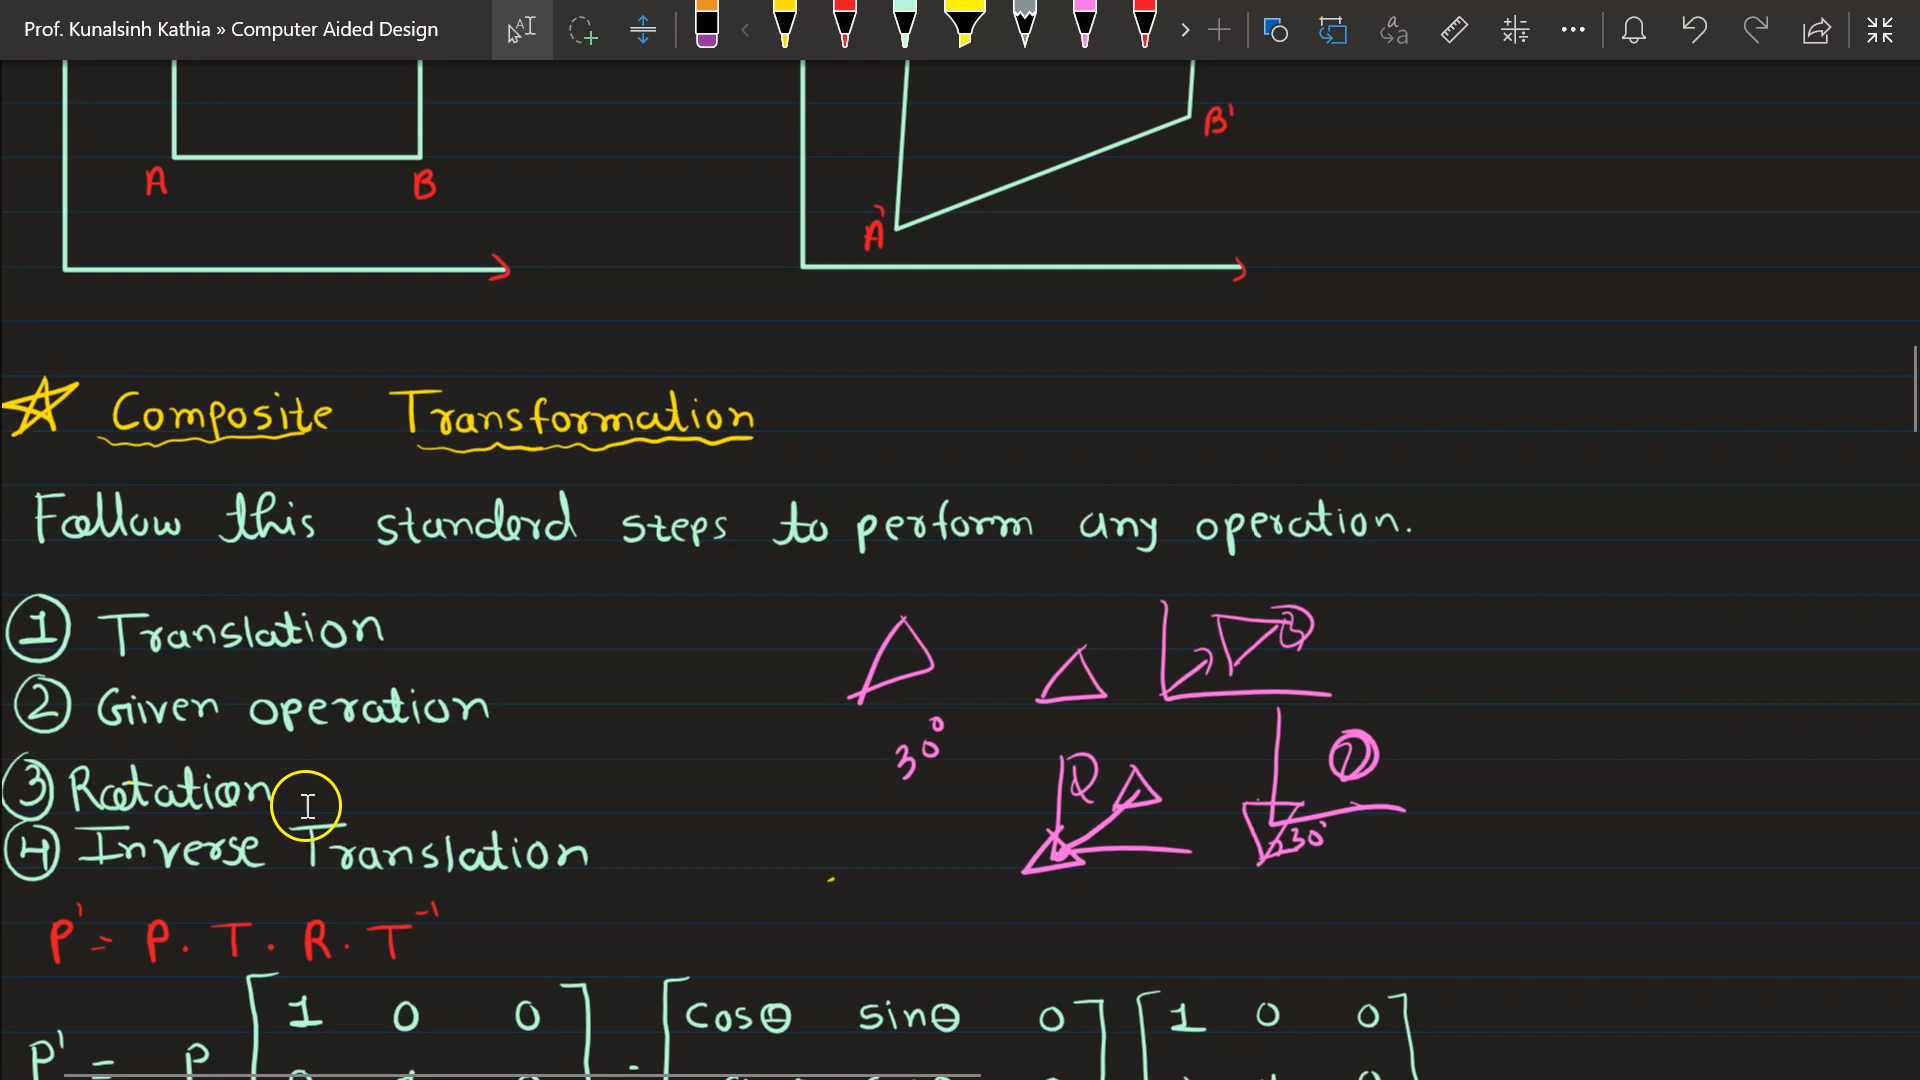 Prof. Kunalsinh Kathia » Computer Aided Design
A B
A' B'
Composite Transformation
Follow this standerd steps to perform any operation.
① Translation
② Given operation
③ Rotation
④ Inverse Translation
30°
30°
P' = P . T . R . T⁻¹
P' = P [ 1 0 0 ] . [ cosθ sinθ 0 ] [ 1 0 0 ]